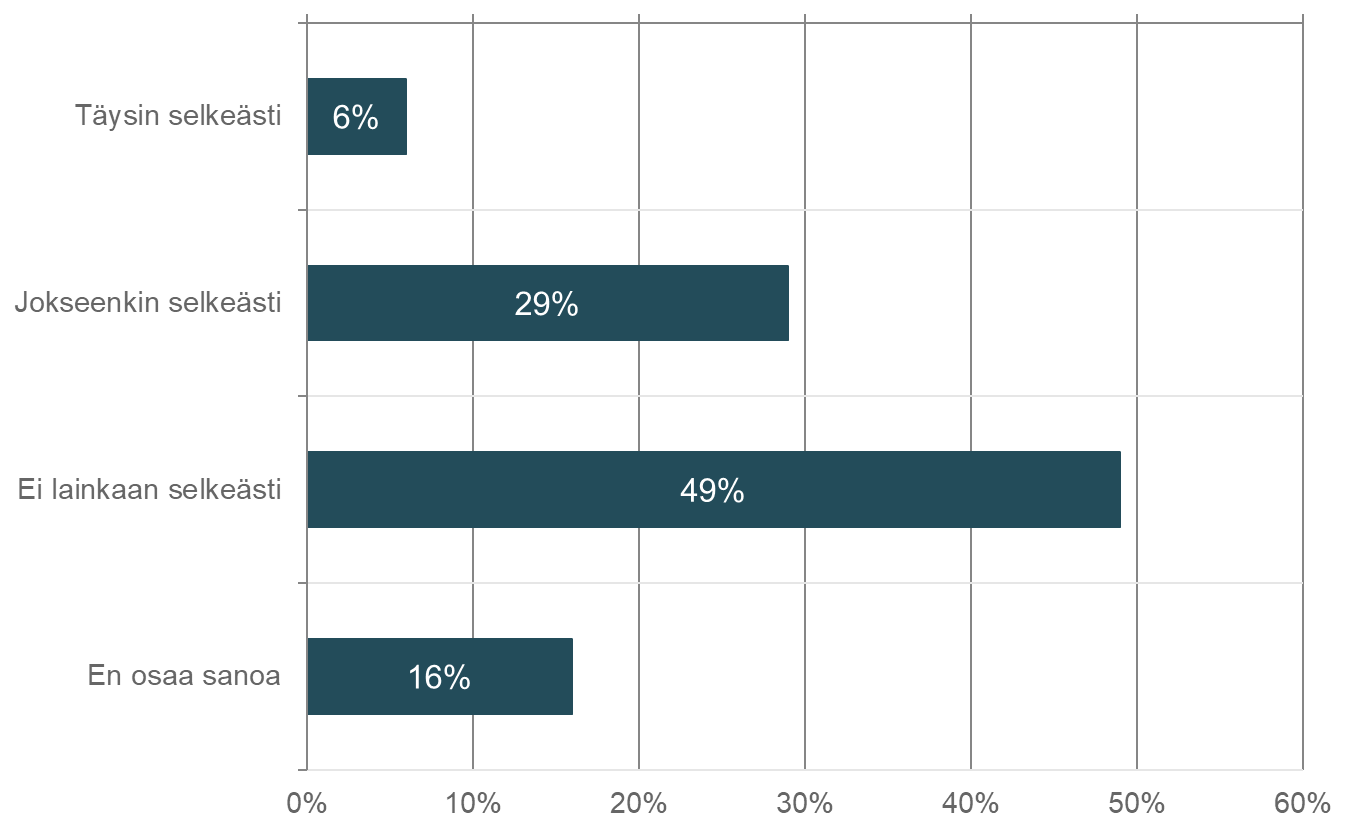 Täysin selkeästi
6%
Jokseenkin selkeästi
29%
Ei lainkaan selkeästi
49%
En osaa sanoa
16%
0% 10% 20% 30% 40% 50% 60%